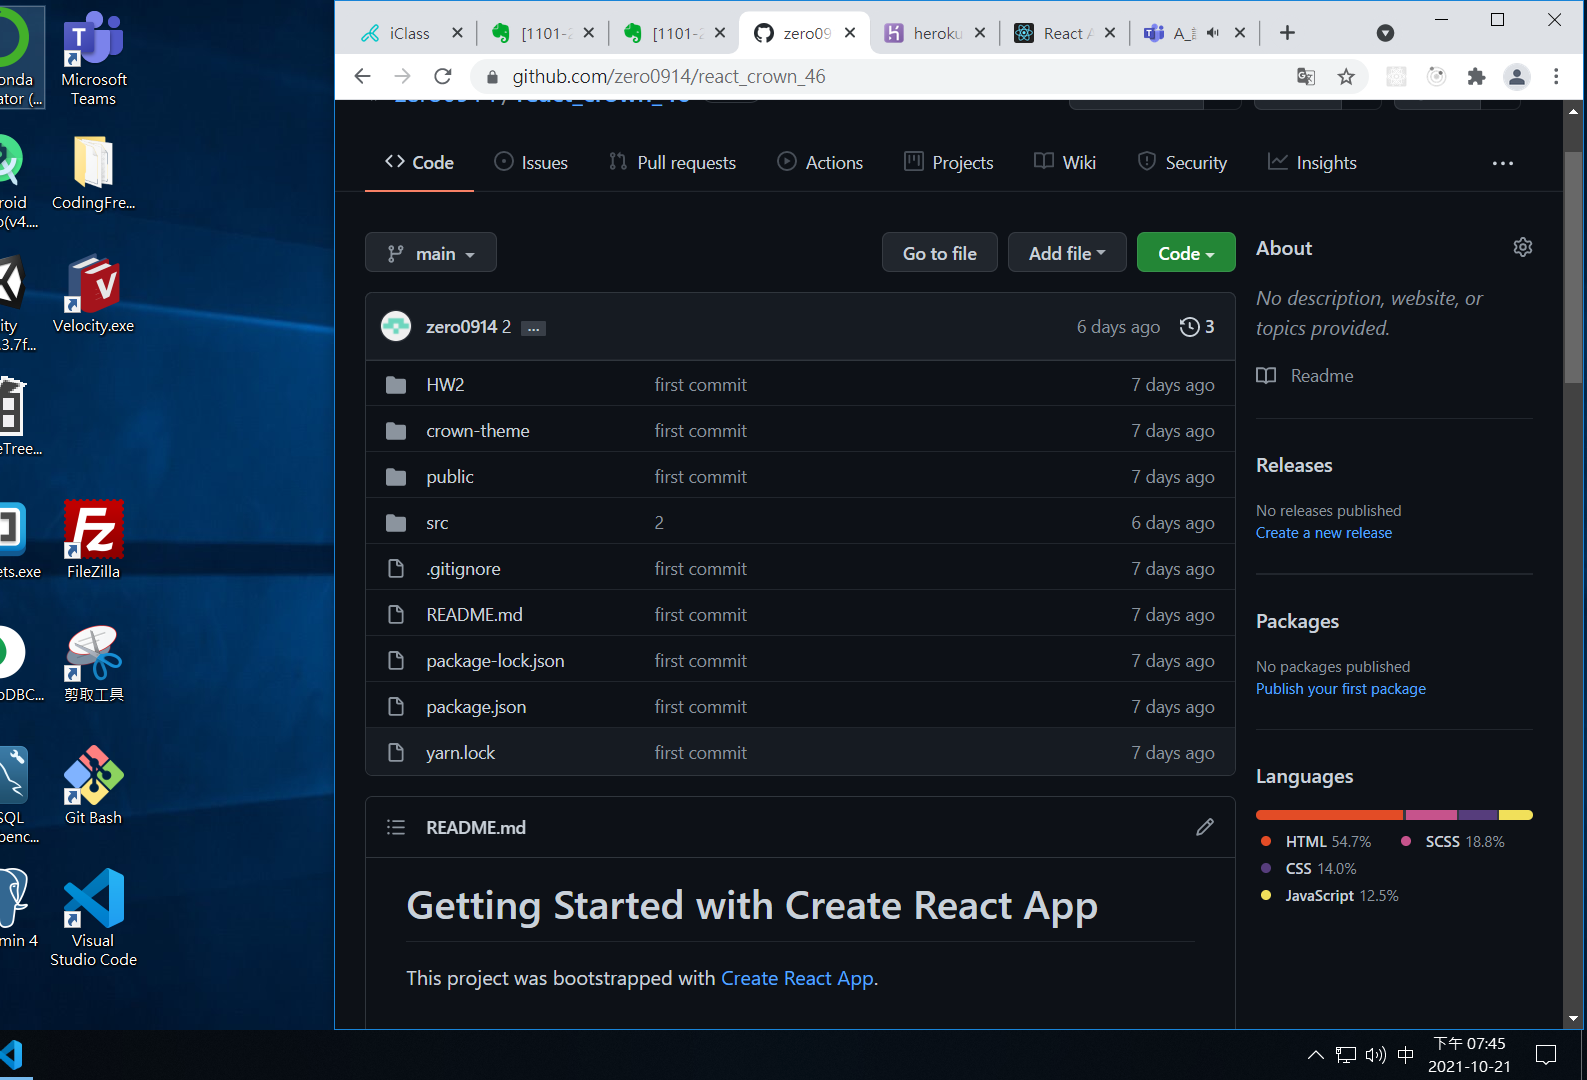 onda
ator (...
Microsoft
Teams
roid
o(v4....
CodingFre...
ity
.3.7f...
Velocity.exe
eTree...
ets.exe
FileZilla
oDBC...
剪取工具
SQL
benc...
Git Bash
min 4
Visual
Studio Code
iClass
[1101-2
[1101-2
zero09
heroku
React A
A_
github.com/zero0914/react_crown_46
zero0914 / react_crown_46
Code
Issues
Pull requests
Actions
Projects
Wiki
Security
Insights
main
Go to file
Add file
Code
zero0914 2 ...
6 days ago
3
HW2 first commit 7 days ago
crown-theme first commit 7 days ago
public first commit 7 days ago
src 2 6 days ago
.gitignore first commit 7 days ago
README.md first commit 7 days ago
package-lock.json first commit 7 days ago
package.json first commit 7 days ago
yarn.lock first commit 7 days ago
README.md
Getting Started with Create React App
This project was bootstrapped with Create React App.
About
No description, website, or
topics provided.
Readme
Releases
No releases published
Create a new release
Packages
No packages published
Publish your first package
Languages
HTML 54.7%
SCSS 18.8%
CSS 14.0%
JavaScript 12.5%
中
下午 07:45
2021-10-21